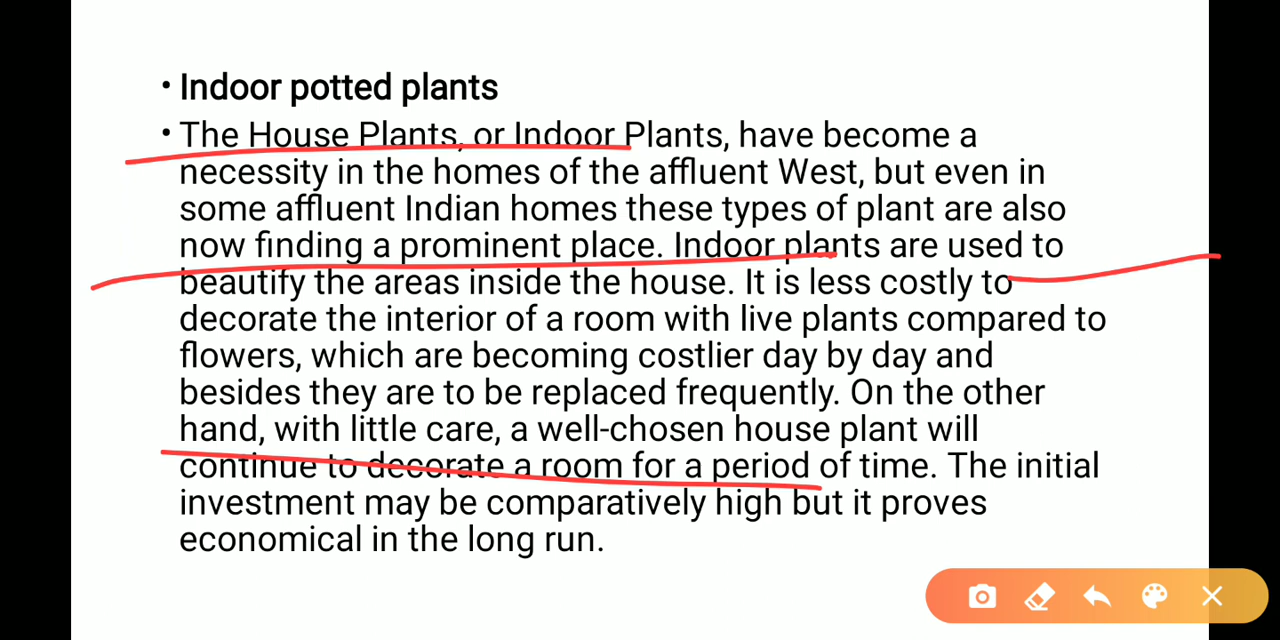 • Indoor potted plants
• The House Plants, or Indoor Plants, have become a
necessity in the homes of the affluent West, but even in
some affluent Indian homes these types of plant are also
now finding a prominent place. Indoor plants are used to
beautify the areas inside the house. It is less costly to
decorate the interior of a room with live plants compared to
flowers, which are becoming costlier day by day and
besides they are to be replaced frequently. On the other
hand, with little care, a well-chosen house plant will
continue to decorate a room for a period of time. The initial
investment may be comparatively high but it proves
economical in the long run.